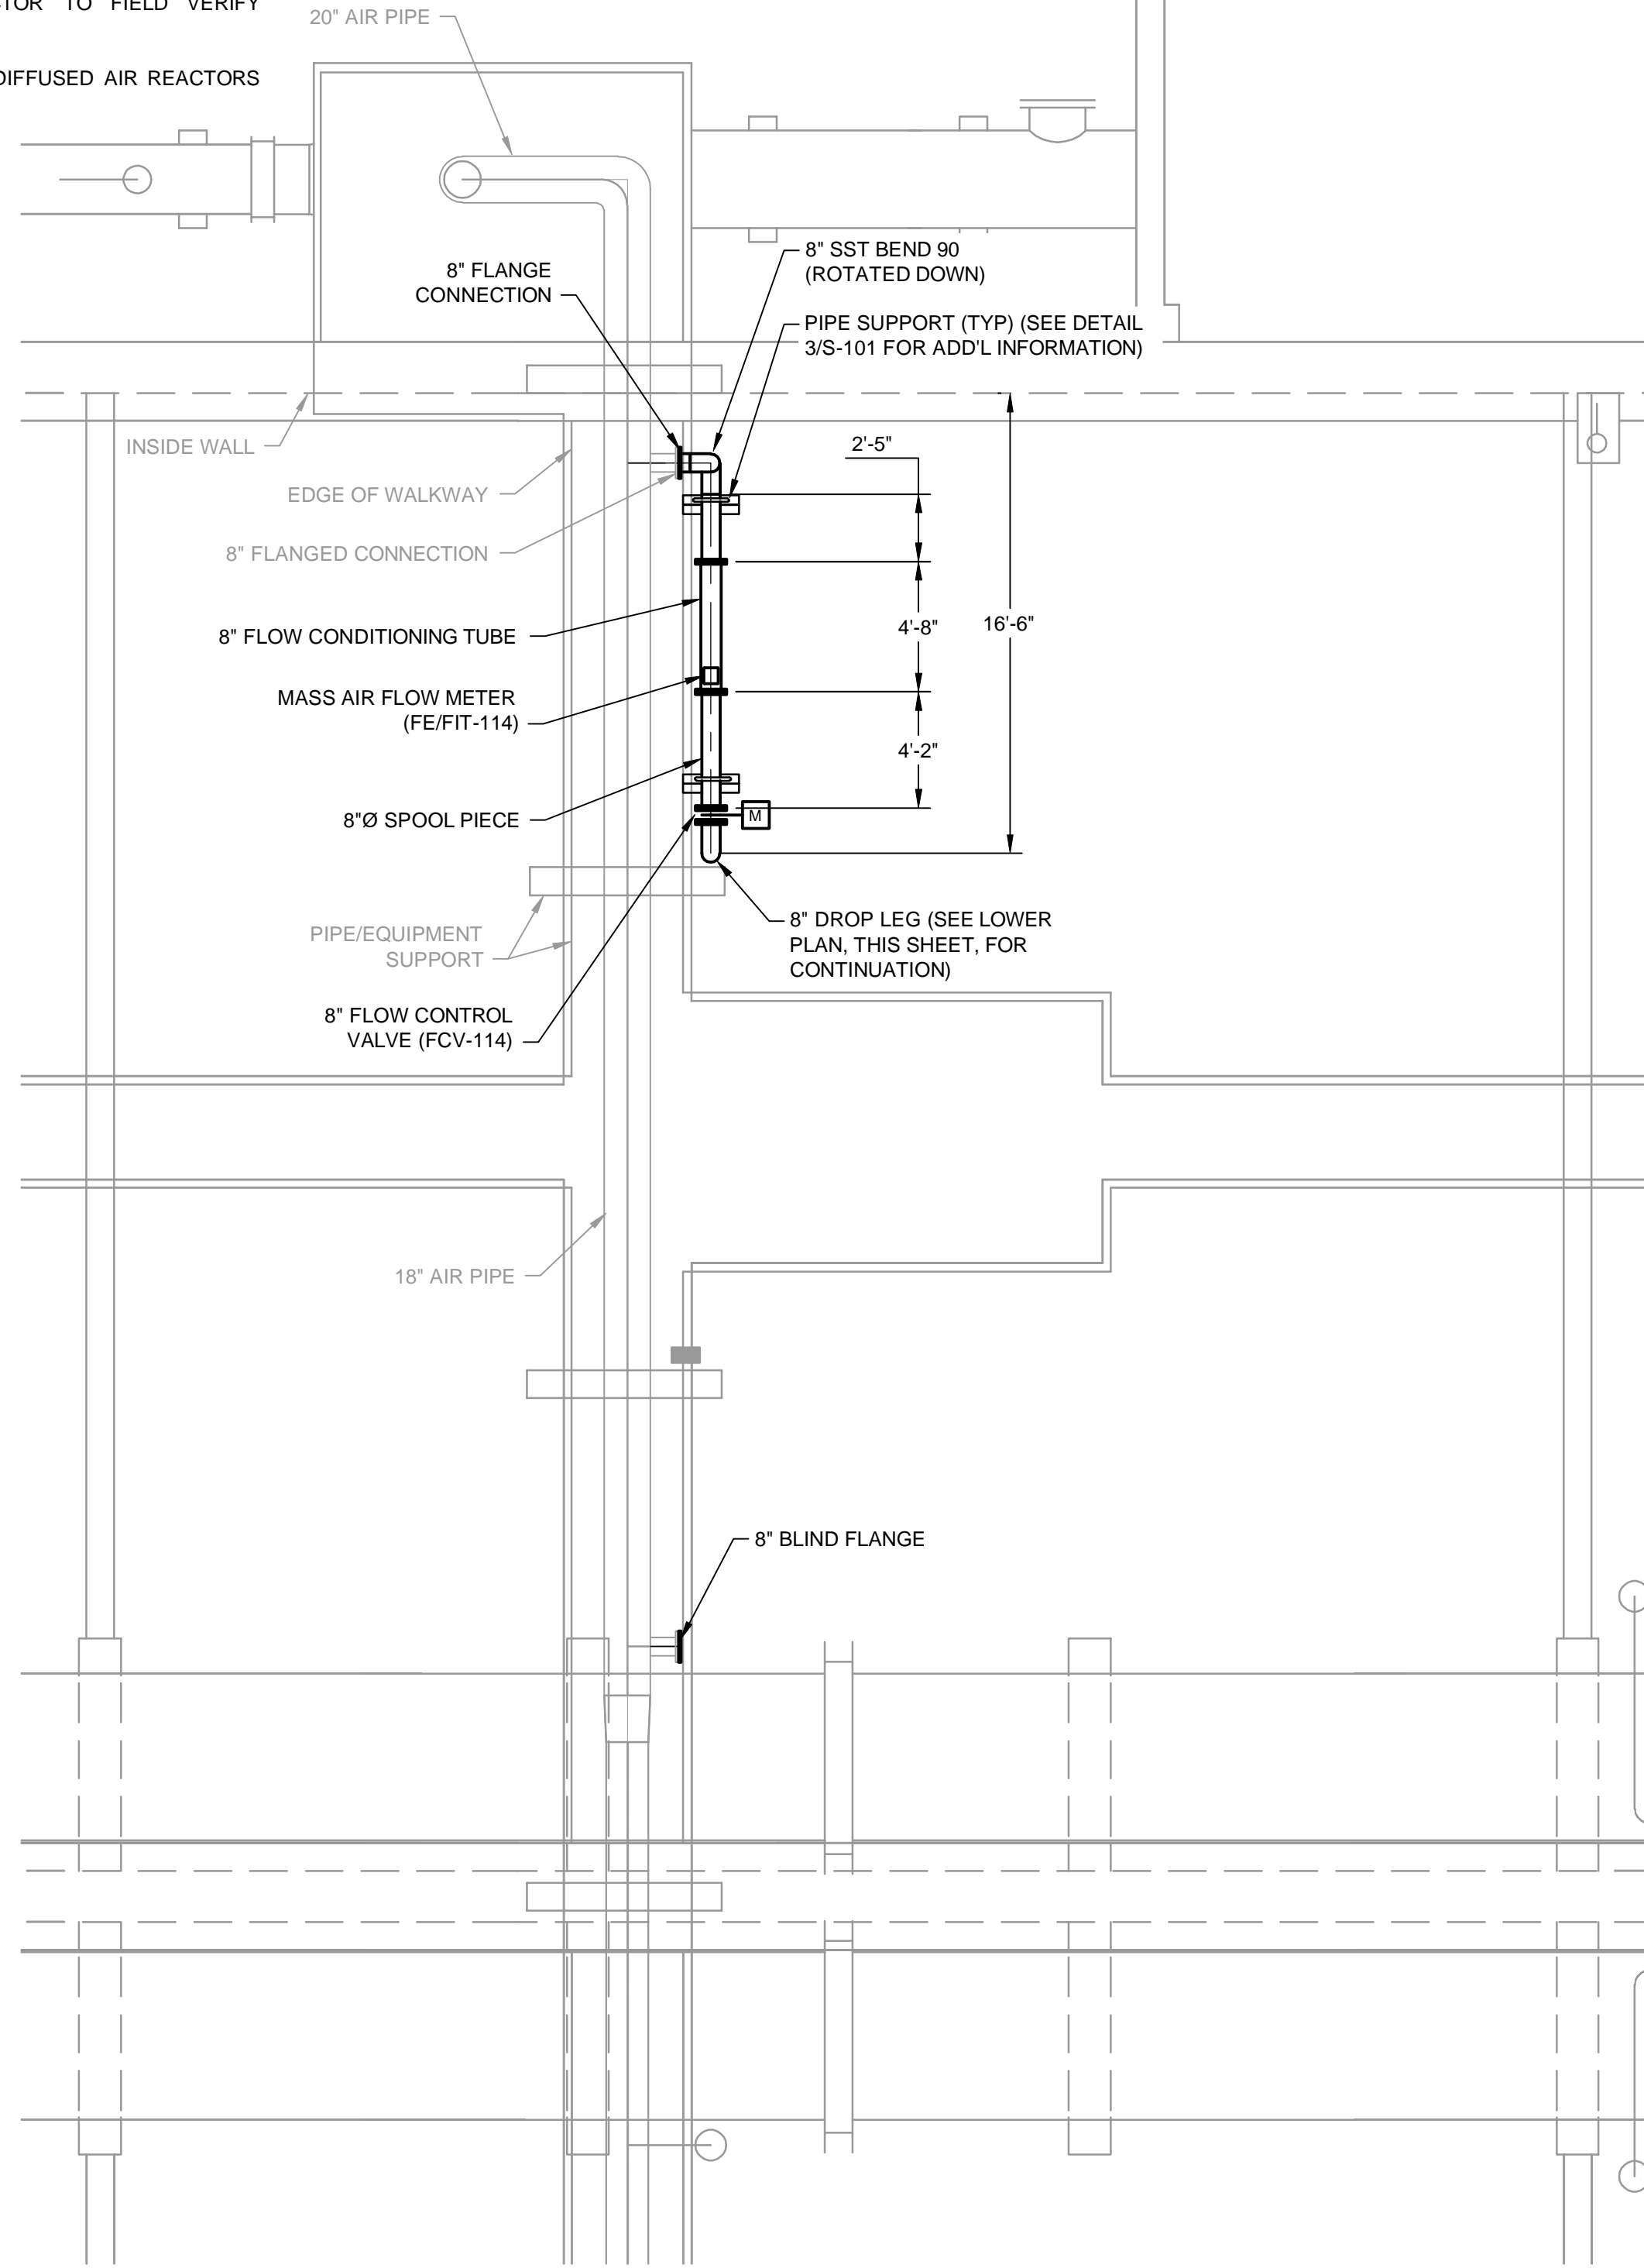 TO FIELD VERIFY
20" AIR PIPE
DIFFUSED AIR REACTORS
8" FLANGE
CONNECTION
8" SST BEND 90
(ROTATED DOWN)
PIPE SUPPORT (TYP) (SEE DETAIL
3/S-101 FOR ADD'L INFORMATION)
INSIDE WALL
2'-5"
EDGE OF WALKWAY
8" FLANGED CONNECTION
8" FLOW CONDITIONING TUBE
4'-8"
16'-6"
MASS AIR FLOW METER
(FE/FIT-114)
4'-2"
8"Ø SPOOL PIECE
M
8" DROP LEG (SEE LOWER
PLAN, THIS SHEET, FOR
CONTINUATION)
PIPE/EQUIPMENT
SUPPORT
8" FLOW CONTROL
VALVE (FCV-114)
18" AIR PIPE
8" BLIND FLANGE